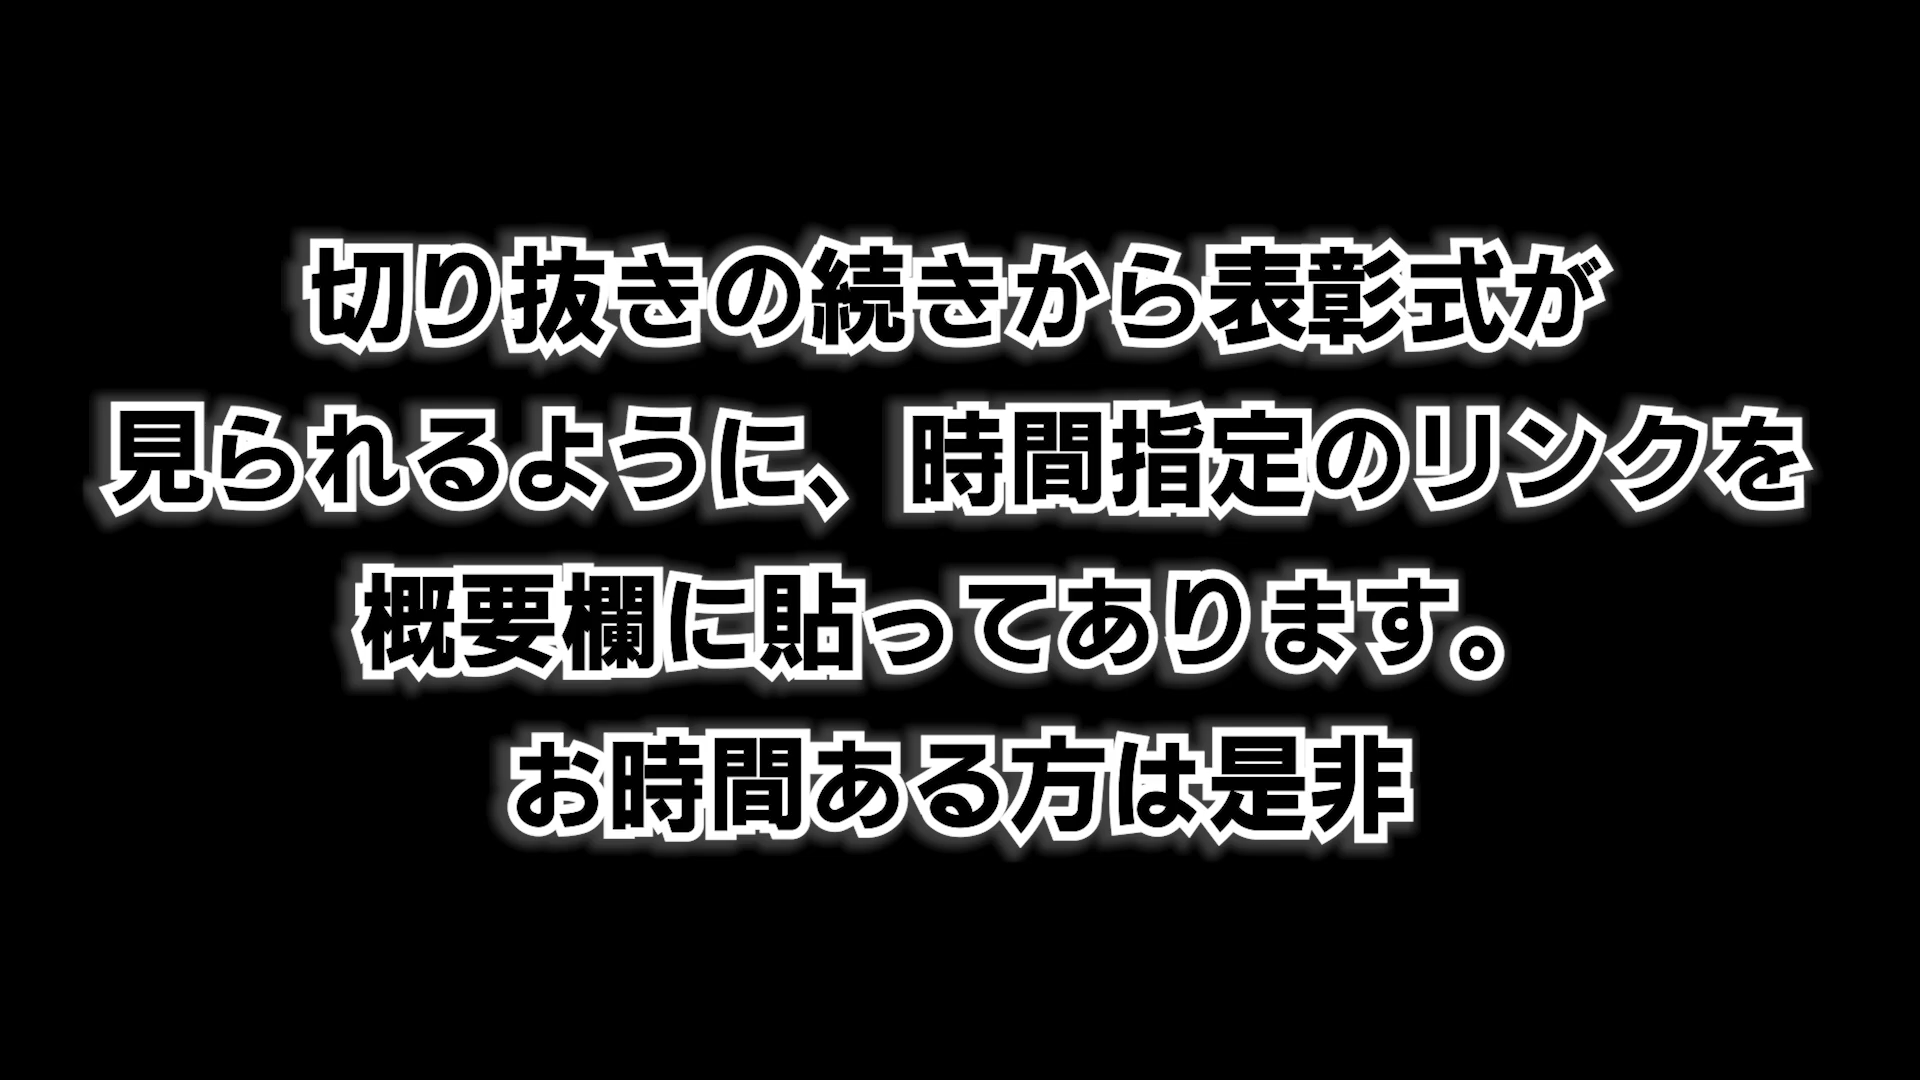 切り抜きの続きから表彰式が
見られるように、時間指定のリンクを
概要欄に貼ってあります。
お時間ある方は是非